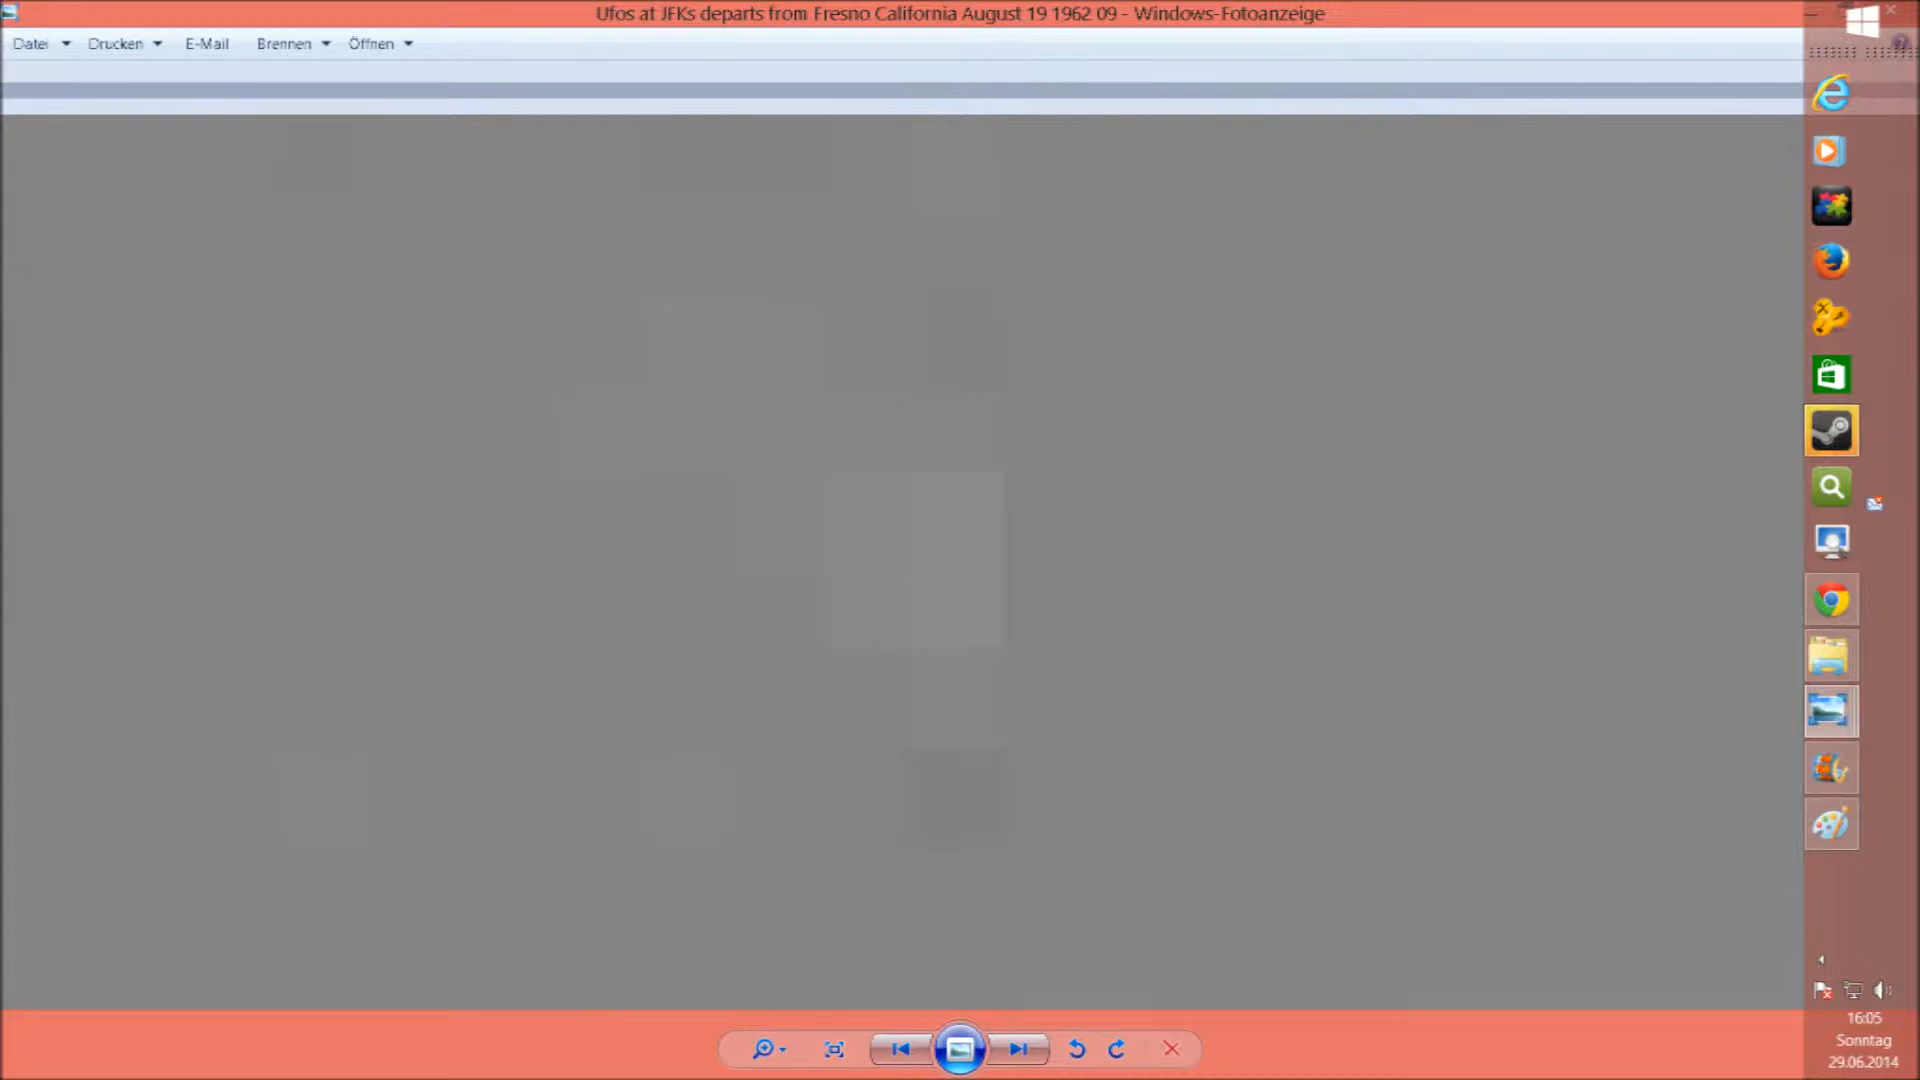 Ufos at JFKs departs from Fresno California August 19 1962 09 - Windows-Fotoanzeige
Datei Drucken E-Mail Brennen Öffnen
16:05
Sonntag
29.06.2014